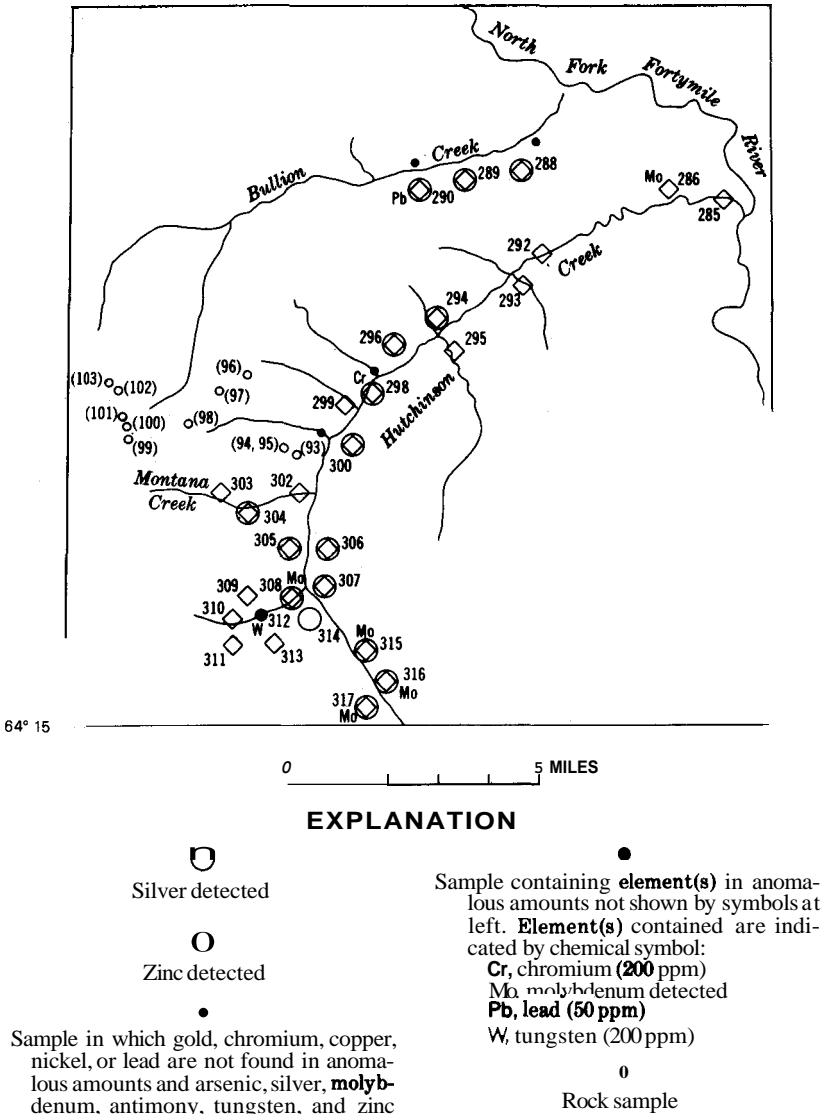 North
Fork
Fortymile
River
Bullion
Creek
288
289
290
Pb
Mo
286
285
292
Creek
293
294
295
296
Cr
298
Hutchinson
299
300
(96)
(97)
(103)
(102)
(101)
(100)
(99)
(98)
(94, 95)
(93)
Montana
Creek
303
302
304
305
306
307
308
Mo
309
310
312
W
311
313
314
Mo
315
316
Mo
317
Mo
64° 15
0 5 MILES
EXPLANATION
Silver detected
O
Zinc detected
Sample in which gold, chromium, copper,
nickel, or lead are not found in anoma-
lous amounts and arsenic, silver, molyb-
denum, antimony, tungsten, and zinc
Sample containing element(s) in anoma-
lous amounts not shown by symbols at
left. Element(s) contained are indi-
cated by chemical symbol:
Cr, chromium (200 ppm)
Mo, molybdenum detected
Pb, lead (50 ppm)
W, tungsten (200 ppm)
0
Rock sample